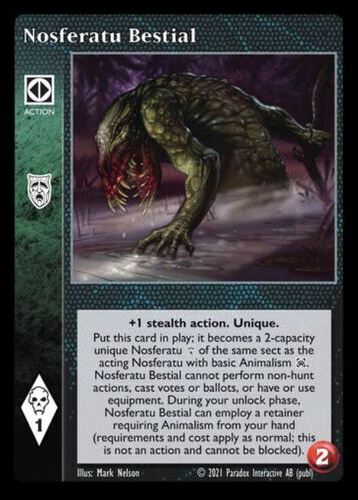 Nosferatu Bestial
ACTION
+1 stealth action. Unique.
Put this card in play; it becomes a 2-capacity
unique Nosferatu of the same sect as the
acting Nosferatu with basic Animalism .
Nosferatu Bestial cannot perform non-hunt
actions, cast votes or ballots, or have or use
equipment. During your unlock phase,
Nosferatu Bestial can employ a retainer
requiring Animalism from your hand
(requirements and cost apply as normal; this
is not an action and cannot be blocked).
1
2
Illus: Mark Nelson © 2021 Paradox Interactive AB (publ)